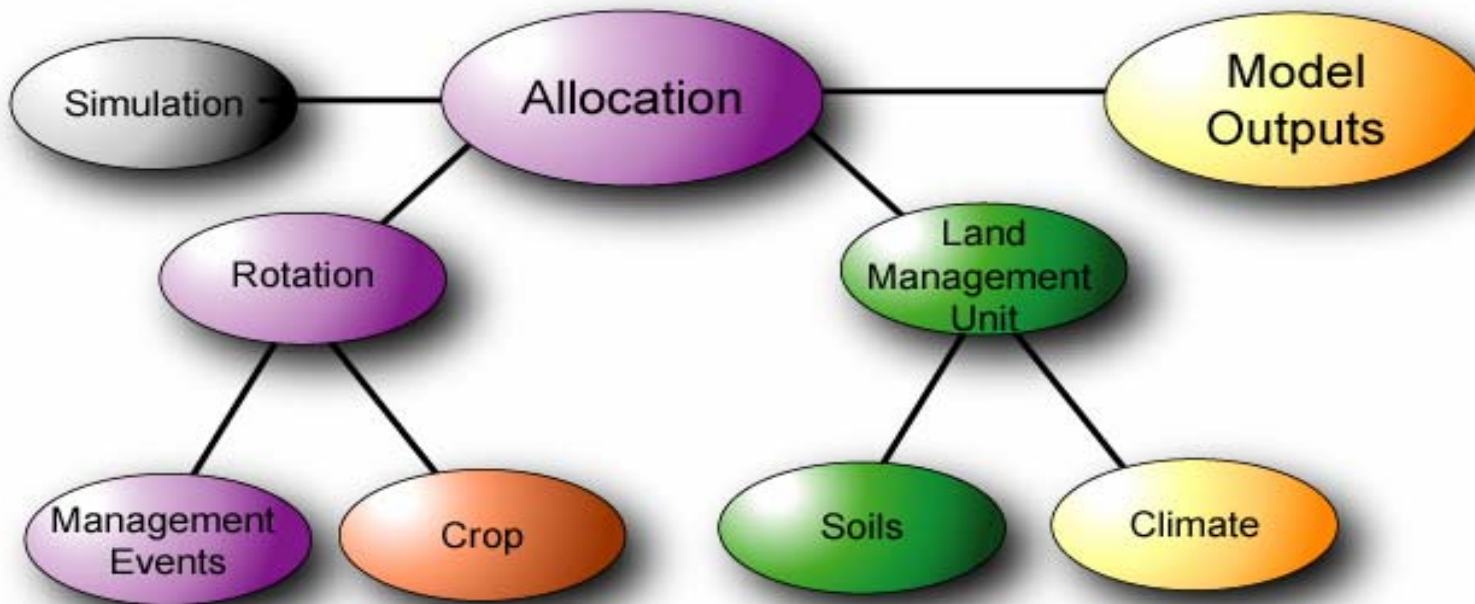 Simulation
Allocation
Model
Outputs
Rotation
Land
Management
Unit
Management
Events
Crop
Soils
Climate